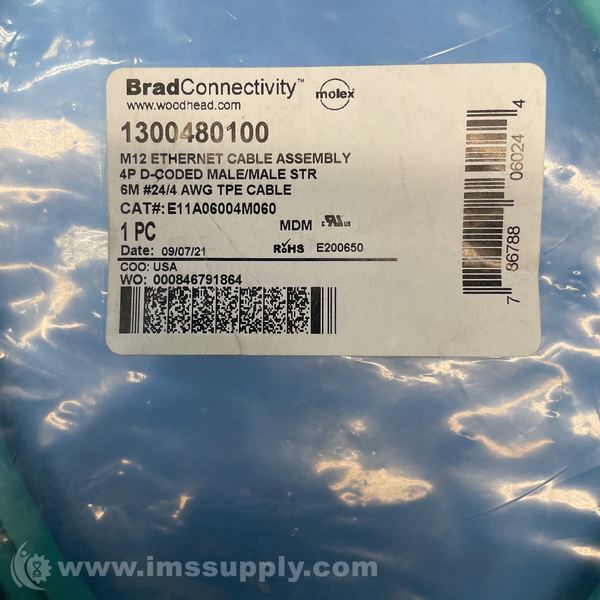 BradConnectivity™ molex
www.woodhead.com
1300480100
M12 ETHERNET CABLE ASSEMBLY
4P D-CODED MALE/MALE STR
6M #24/4 AWG TPE CABLE
CAT#:E11A06004M060
1 PC MDM c RU us
Date: 09/07/21 RoHS E200650
COO: USA
WO: 000846791864
7 86788 06024 4
www.imssupply.com